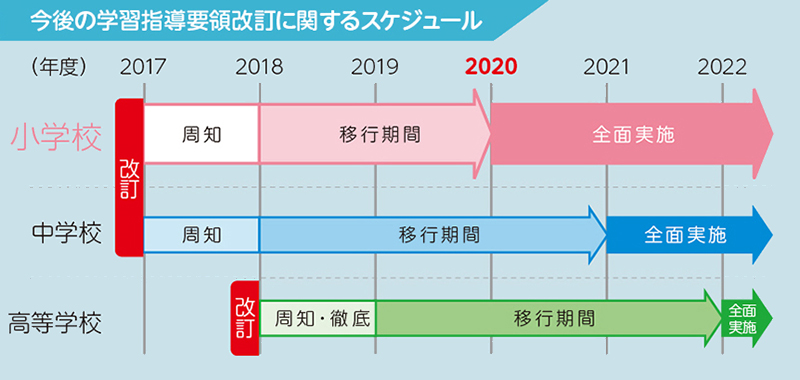 今後の学習指導要領改訂に関するスケジュール
（年度） 2017 2018 2019 2020 2021 2022
小学校 周知 移行期間 全面実施
改訂
中学校 周知 移行期間 全面実施
高等学校 改訂 周知・徹底 移行期間 全面
実施